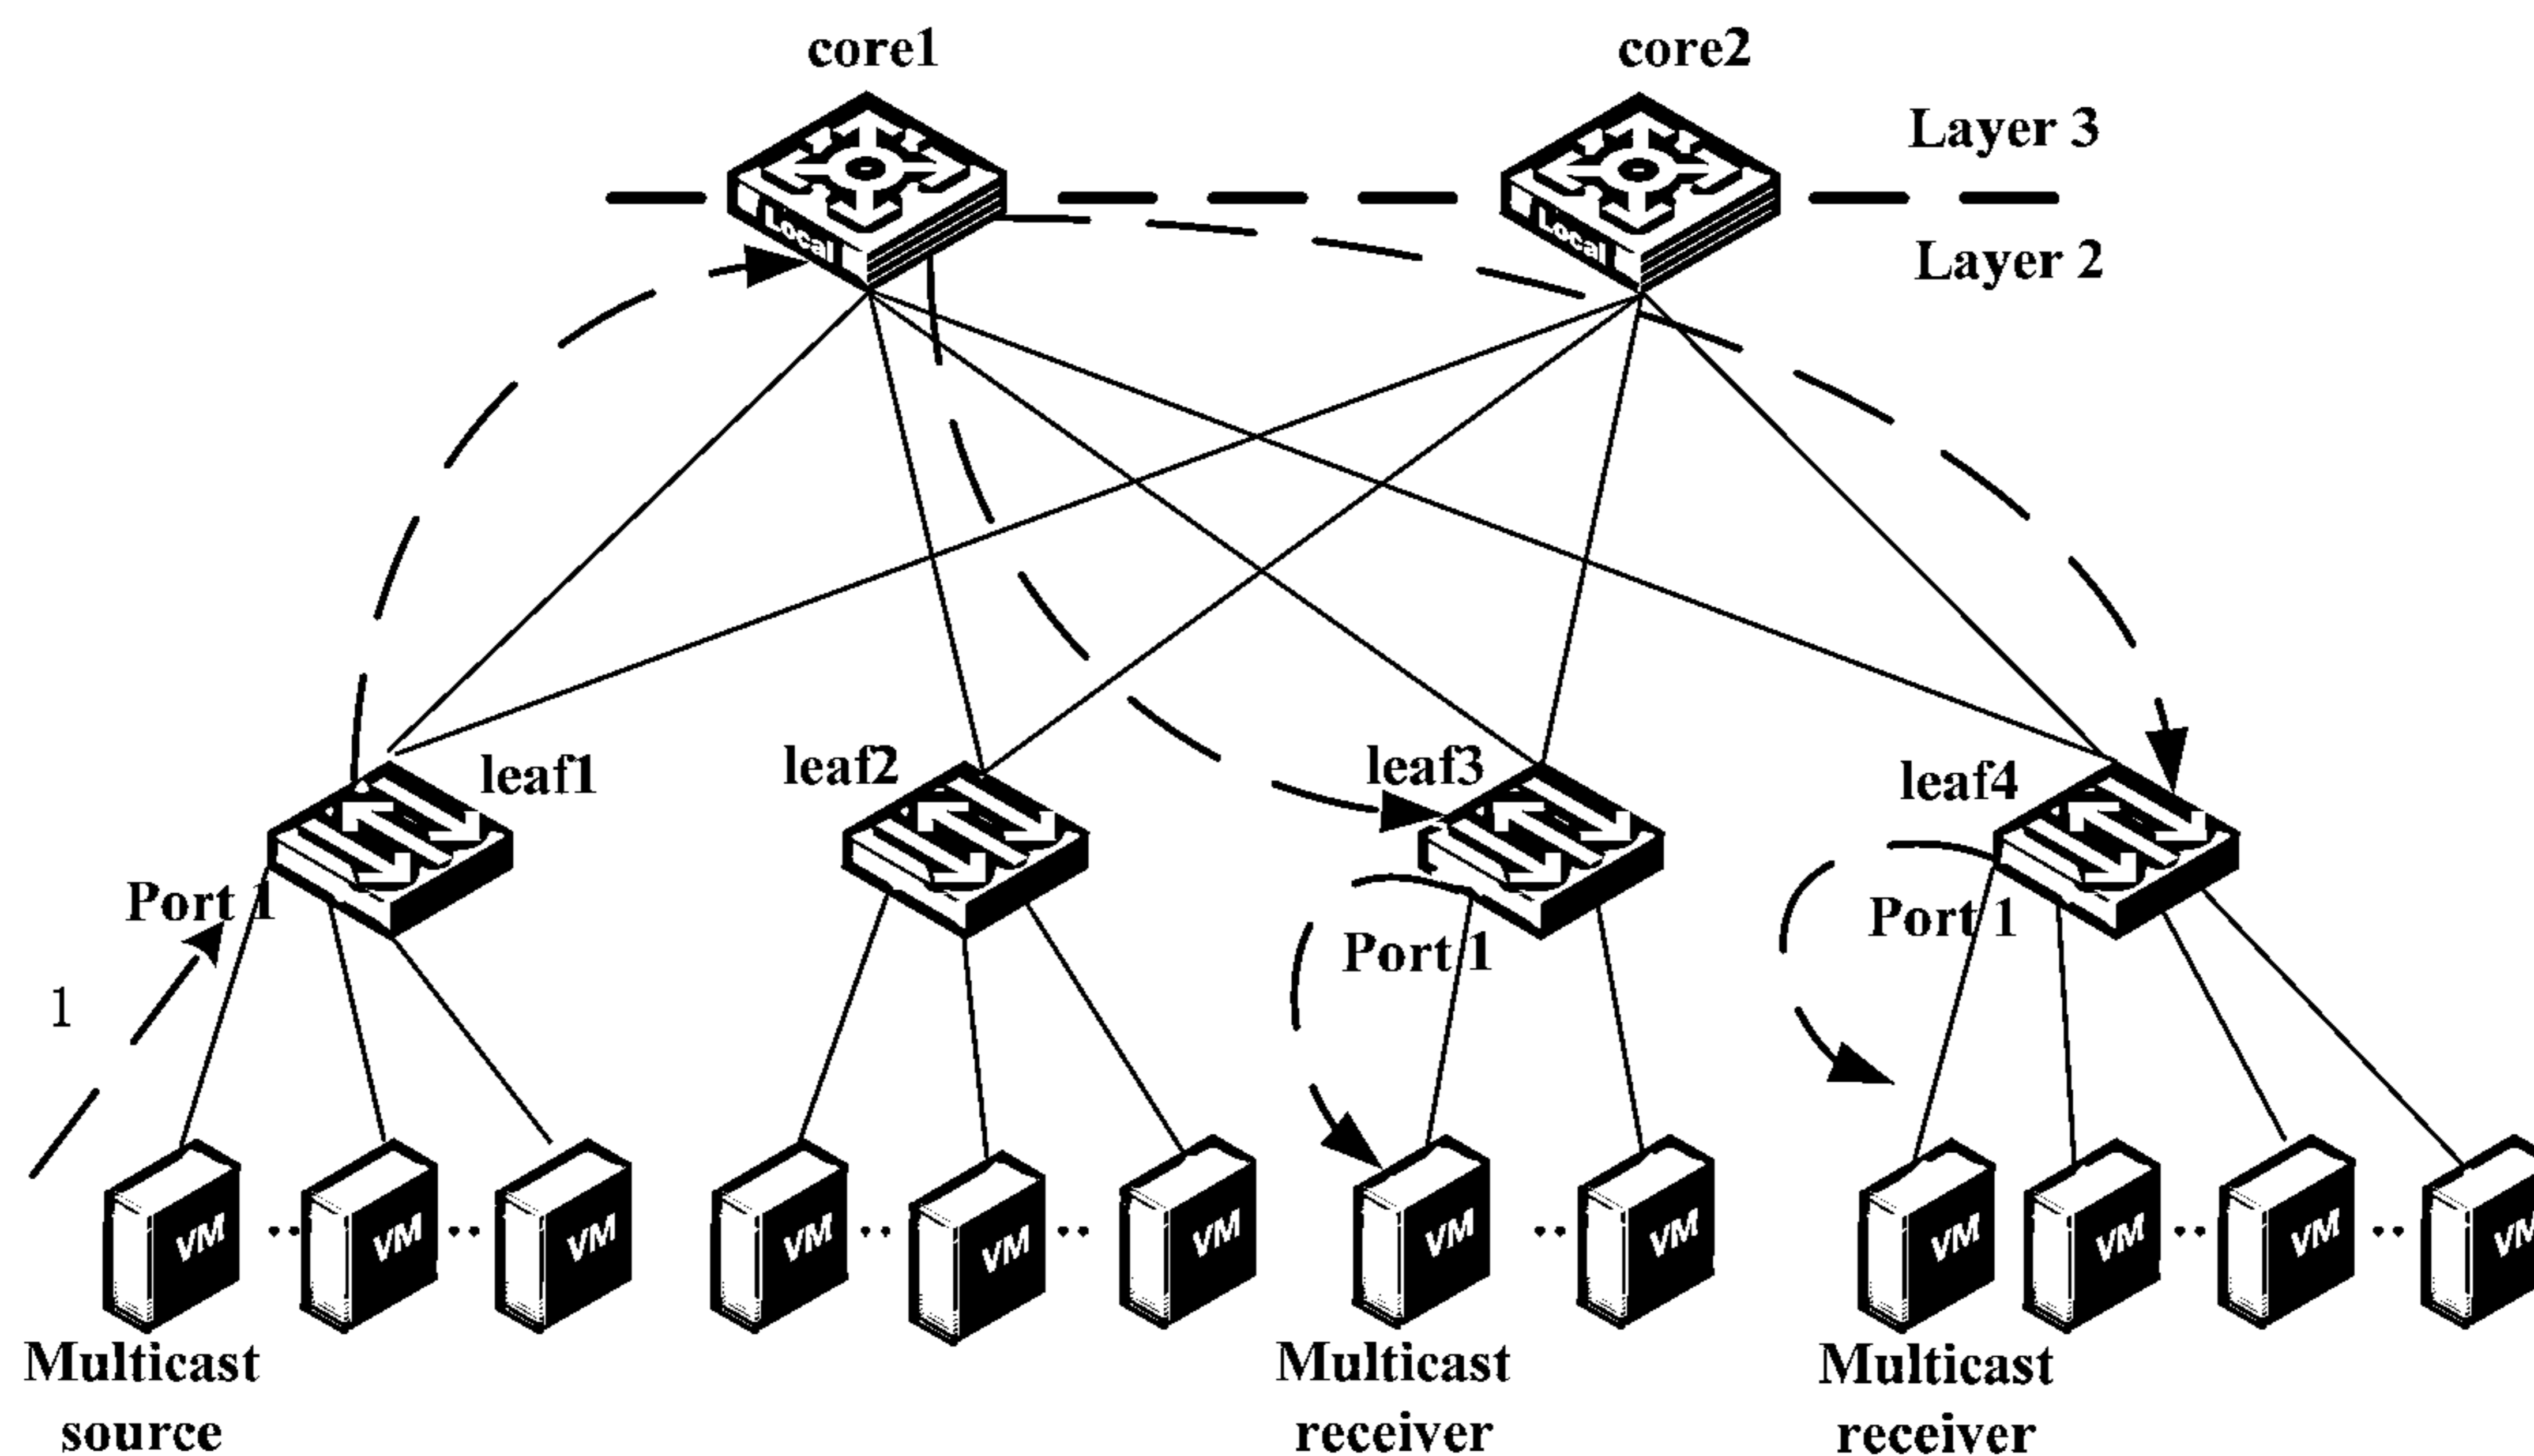 core1
core2
Layer 3
Local
Local
Layer 2
leaf1
leaf2
leaf3
leaf4
Port 1
Port 1
Port 1
1
VM
VM
VM
VM
VM
VM
VM
VM
VM
VM
VM
VM
Multicast
source
Multicast
receiver
Multicast
receiver